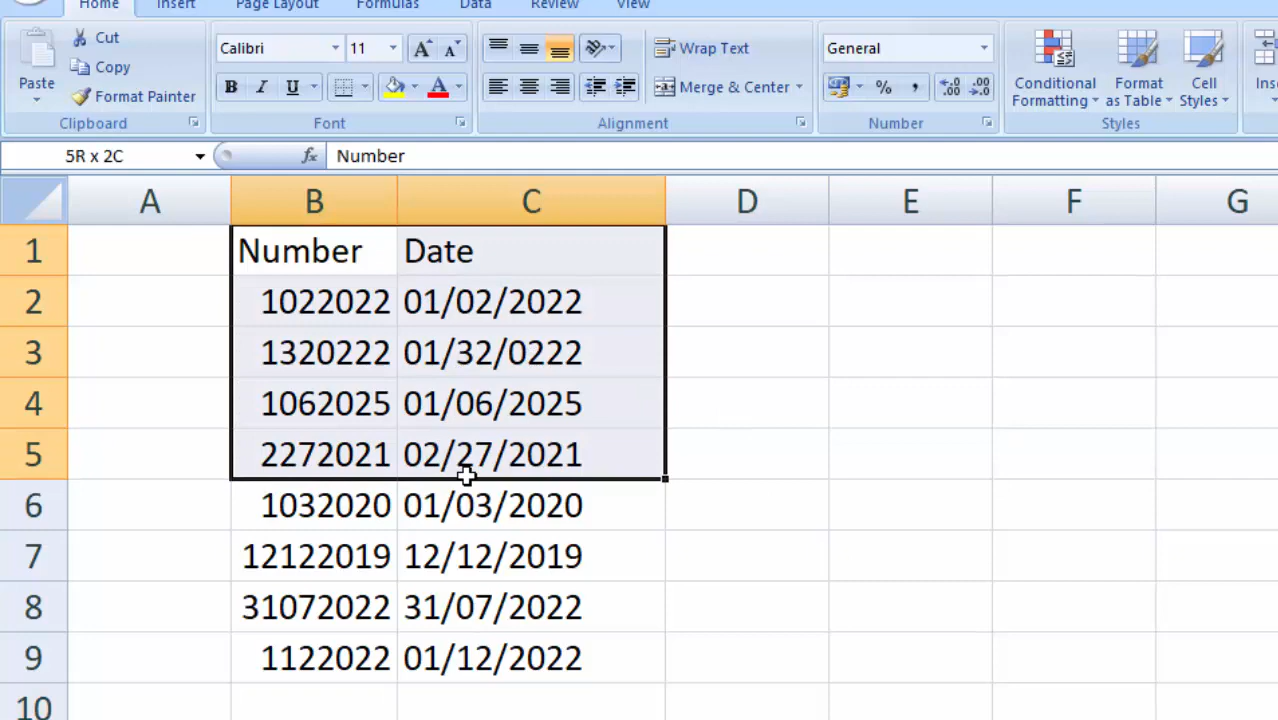 Home Insert Page Layout Formulas Data Review View
Cut
Copy
Format Painter
Paste
Clipboard
Calibri 11 A A
B I U A
Font
Wrap Text
Merge & Center
Alignment
General
% , .0 .00 .00 .0
Number
Conditional Formatting
Format as Table
Cell Styles
Styles
5R x 2C fx Number
A B C D E F G
1 Number Date
2 1022022 01/02/2022
3 1320222 01/32/0222
4 1062025 01/06/2025
5 2272021 02/27/2021
6 1032020 01/03/2020
7 12122019 12/12/2019
8 31072022 31/07/2022
9 1122022 01/12/2022
10